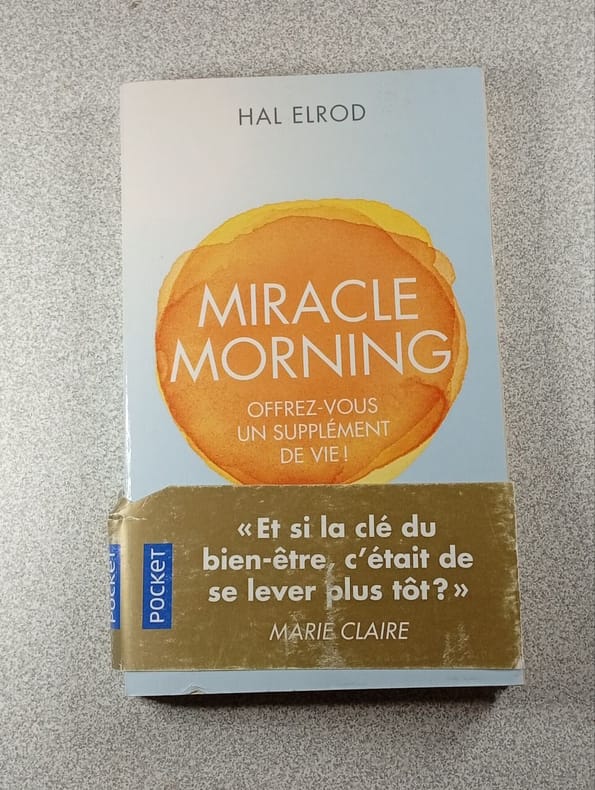 HAL ELROD
MIRACLE
MORNING
OFFREZ-VOUS
UN SUPPLÉMENT
DE VIE !
« Et si la clé du
bien-être, c’était de
se lever plus tôt ? »
MARIE CLAIRE
POCKET
POCKET